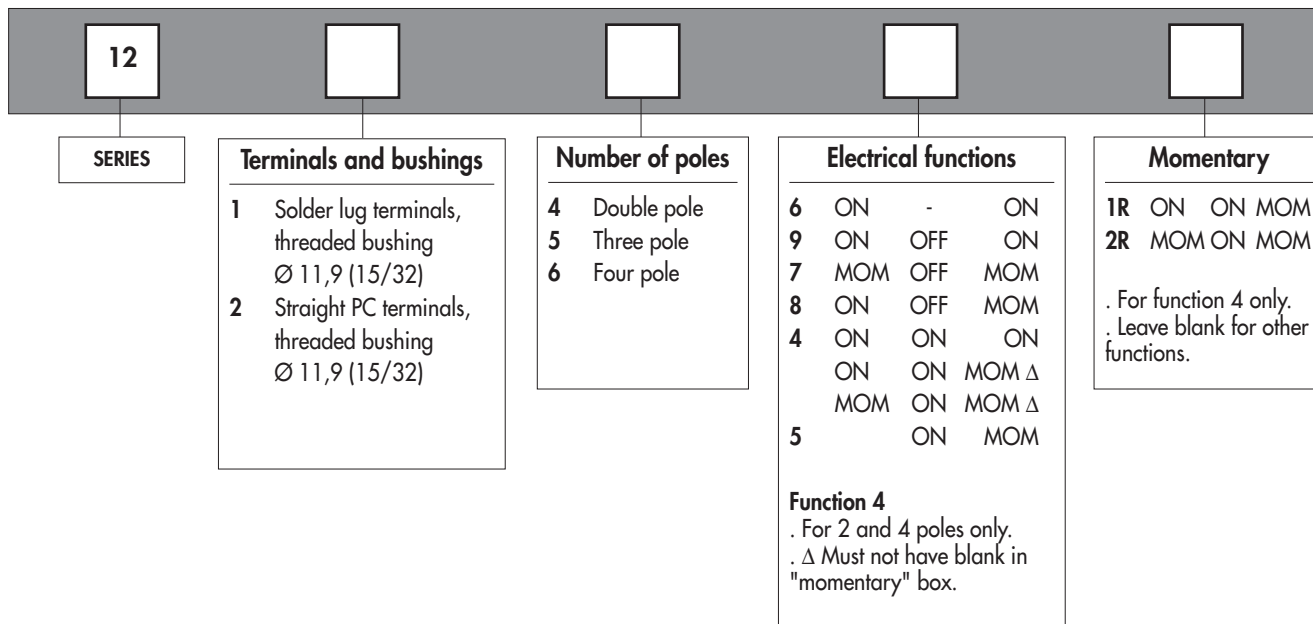 12
SERIES
Terminals and bushings
1 Solder lug terminals,
threaded bushing
Ø 11,9 (15/32)
2 Straight PC terminals,
threaded bushing
Ø 11,9 (15/32)
Number of poles
4 Double pole
5 Three pole
6 Four pole
Electrical functions
6 ON - ON
9 ON OFF ON
7 MOM OFF MOM
8 ON OFF MOM
4 ON ON ON
ON ON MOM Δ
MOM ON MOM Δ
5 ON MOM
Function 4
. For 2 and 4 poles only.
. Δ Must not have blank in
"momentary" box.
Momentary
1R ON ON MOM
2R MOM ON MOM
. For function 4 only.
. Leave blank for other
functions.